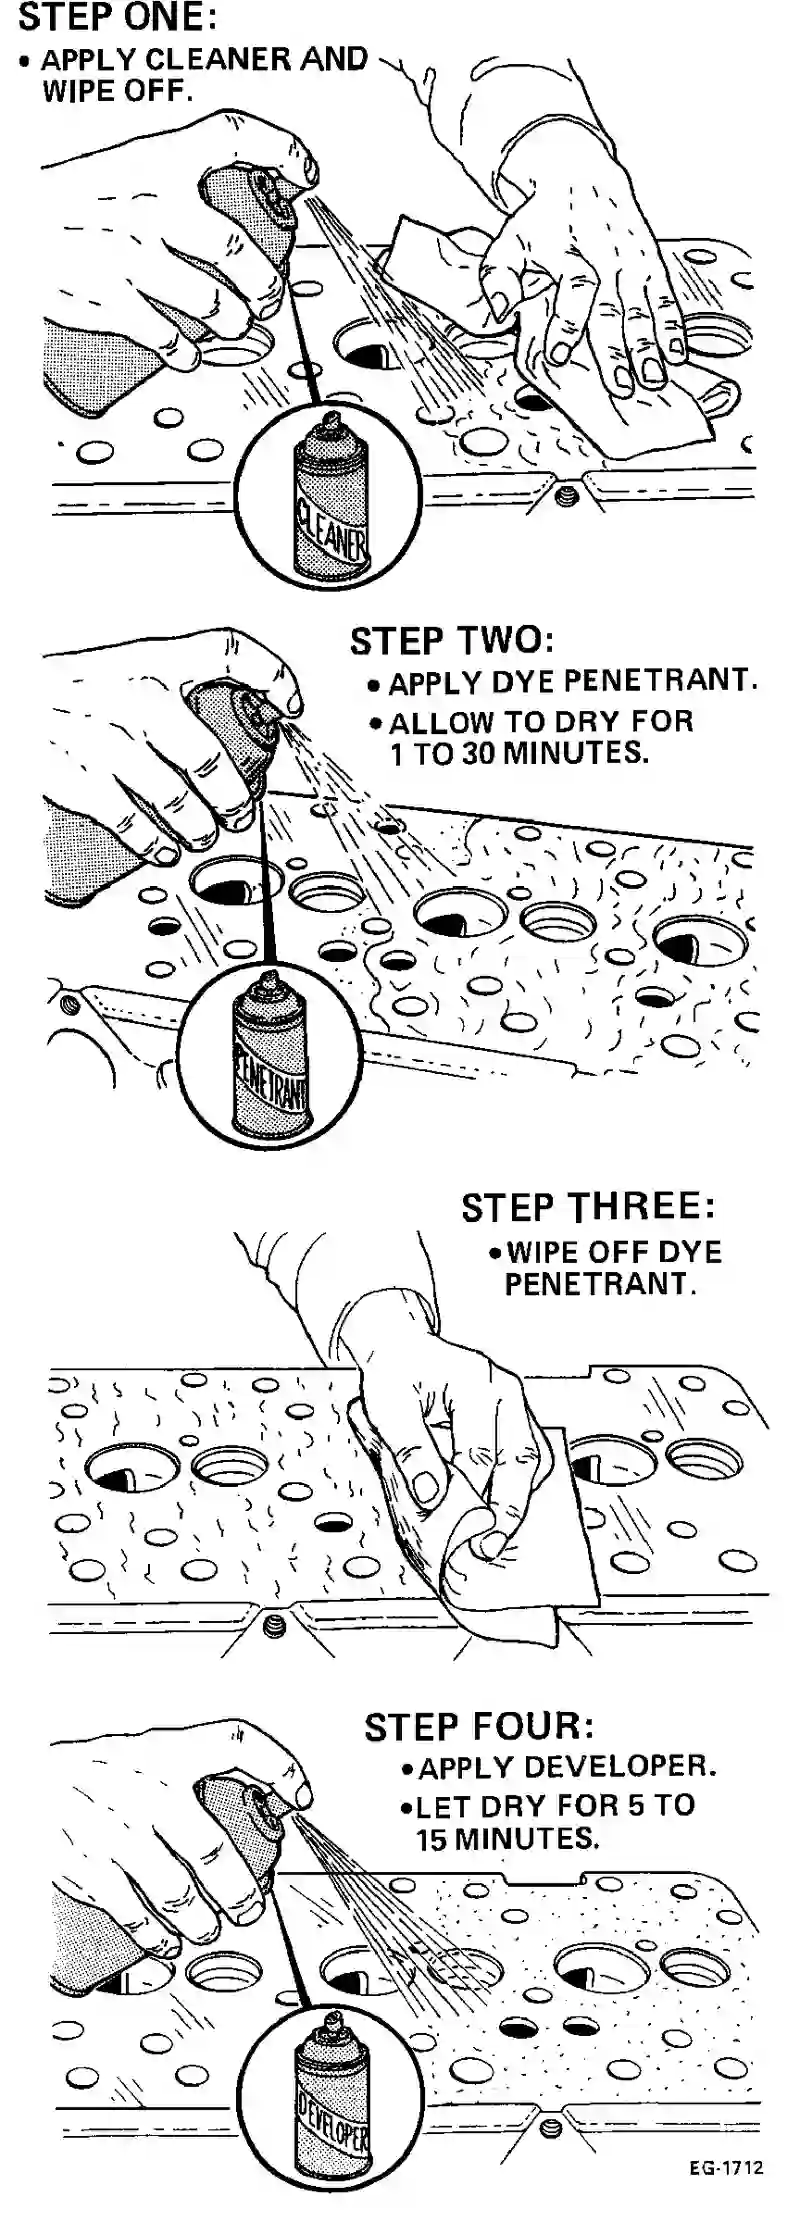 STEP ONE:
• APPLY CLEANER AND
WIPE OFF.
CLEANER
STEP TWO:
• APPLY DYE PENETRANT.
• ALLOW TO DRY FOR
1 TO 30 MINUTES.
PENETRANT
STEP THREE:
• WIPE OFF DYE
PENETRANT.
STEP FOUR:
• APPLY DEVELOPER.
• LET DRY FOR 5 TO
15 MINUTES.
DEVELOPER
EG-1712